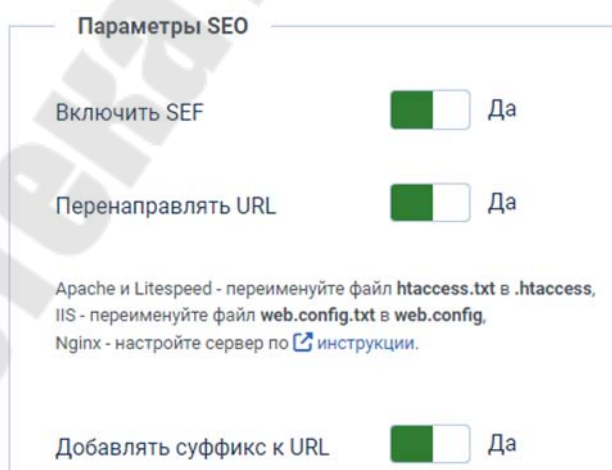 Параметры SEO
Включить SEF Да
Перенаправлять URL Да
Apache и Litespeed - переименуйте файл htaccess.txt в .htaccess,
IIS - переименуйте файл web.config.txt в web.config,
Nginx - настройте сервер по инструкции.
Добавлять суффикс к URL Да